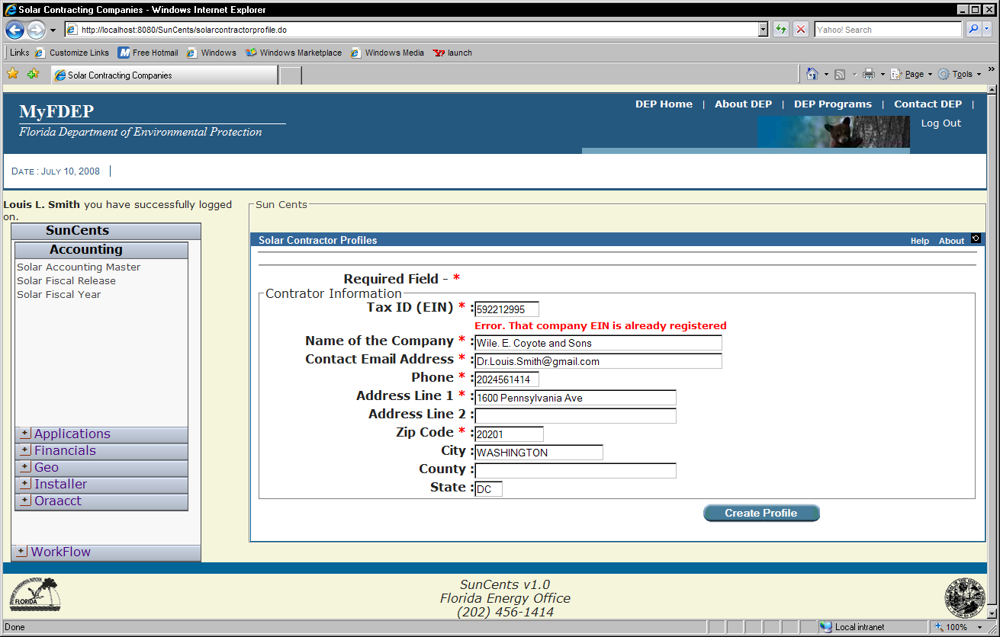 Solar Contracting Companies - Windows Internet Explorer
http://localhost:8080/SunCents/solarcontractorprofile.do
Yahoo! Search
Links Customize Links Free Hotmail Windows Windows Marketplace Windows Media launch
Solar Contracting Companies
Page Tools
MyFDEP
Florida Department of Environmental Protection
DEP Home | About DEP | DEP Programs | Contact DEP |
Log Out
DATE : JULY 10, 2008
Louis L. Smith you have successfully logged
on.
SunCents
Accounting
Solar Accounting Master
Solar Fiscal Release
Solar Fiscal Year
+ Applications
+ Financials
+ Geo
+ Installer
+ Oraacct
+ WorkFlow
Sun Cents
Solar Contractor Profiles
Help About
Required Field - *
Contrator Information
Tax ID (EIN) * : 592212995
Error. That company EIN is already registered
Name of the Company * : Wile. E. Coyote and Sons
Contact Email Address * : Dr.Louis.Smith@gmail.com
Phone * : 2024561414
Address Line 1 * : 1600 Pennsylvania Ave
Address Line 2 :
Zip Code * : 20201
City : WASHINGTON
County :
State : DC
Create Profile
FLORIDA
SunCents v1.0
Florida Energy Office
(202) 456-1414
Done
Local intranet
100%